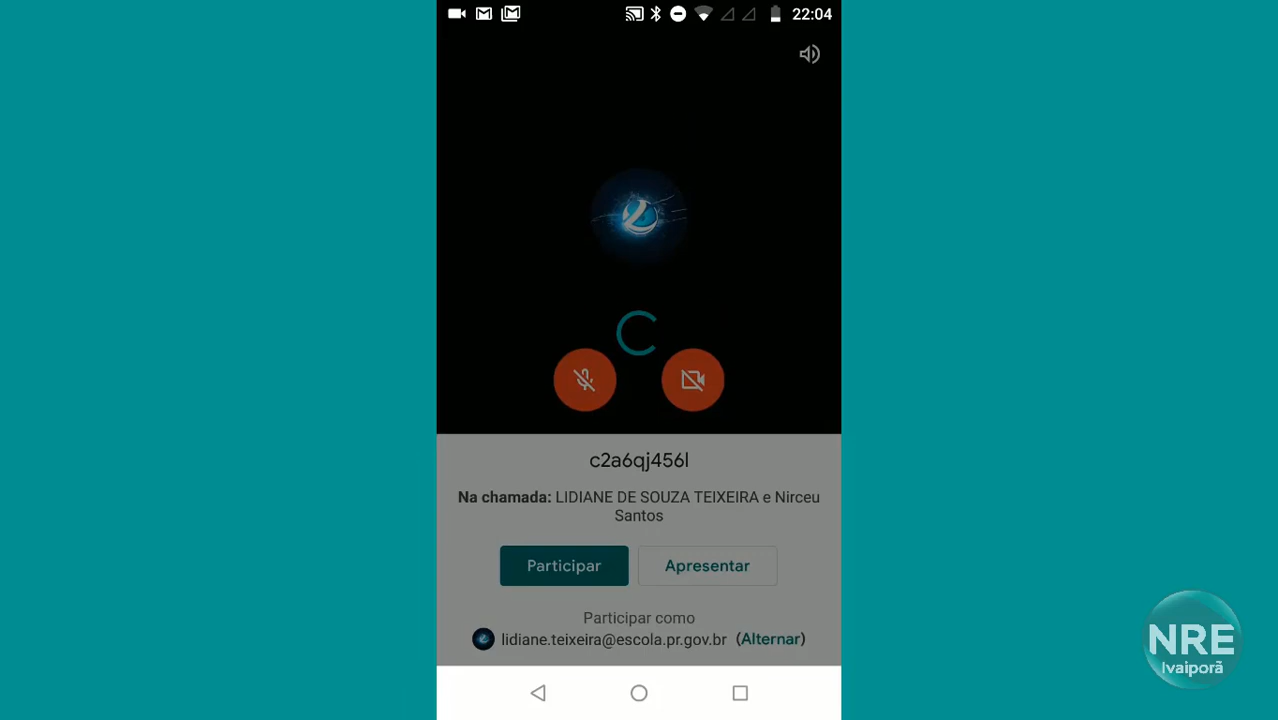 22:04
c2a6qj456l
Na chamada: LIDIANE DE SOUZA TEIXEIRA e Nirceu
Santos
Participar
Apresentar
Participar como
lidiane.teixeira@escola.pr.gov.br (Alternar)
NRE
Ivaiporã